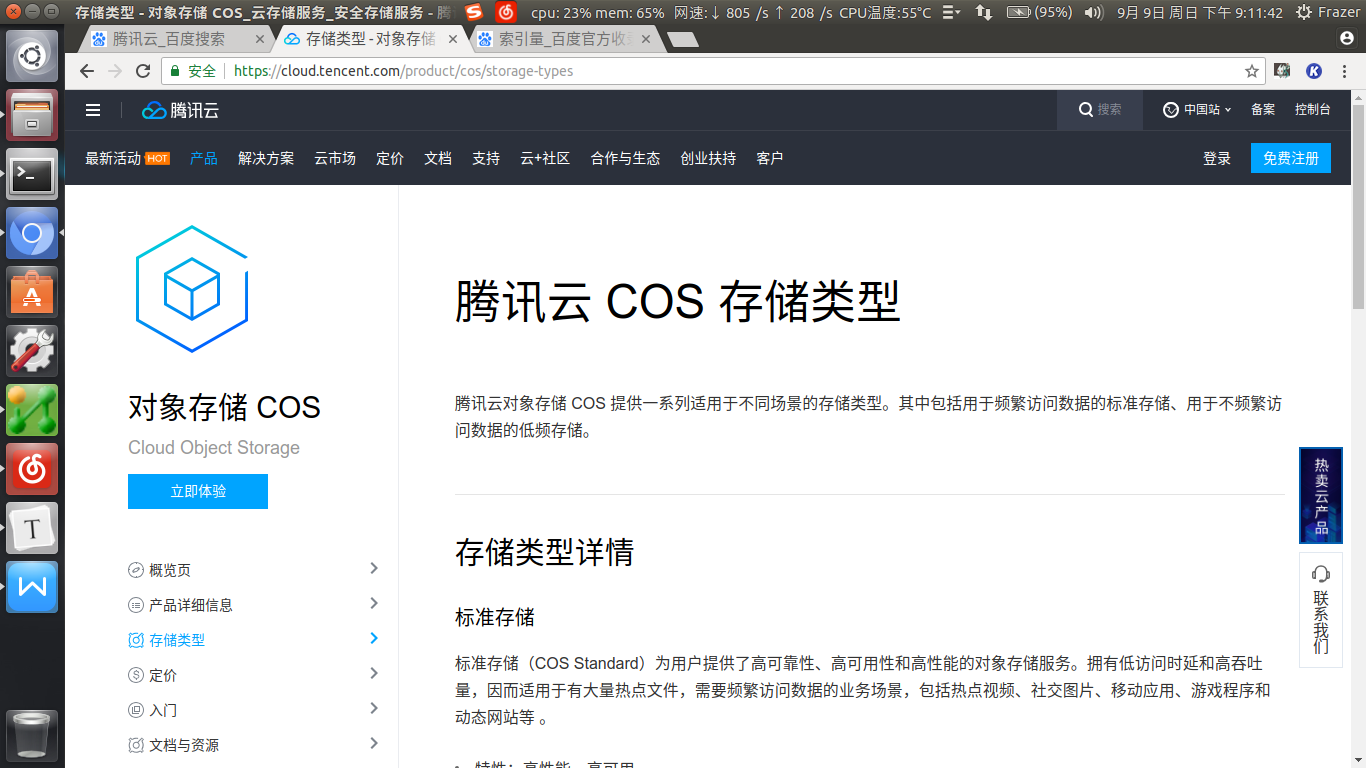 存储类型 - 对象存储 COS_云存储服务_安全存储服务 - 腾
cpu: 23% mem: 65% 网速:↓ 805 /s ↑ 208 /s CPU温度:55℃
(95%)
9月 9日 周日 下午 9:11:42
Frazer
腾讯云_百度搜索
存储类型 - 对象存储
索引量_百度官方收
安全
https://cloud.tencent.com/product/cos/storage-types
腾讯云
搜索
中国站
备案
控制台
最新活动 HOT
产品
解决方案
云市场
定价
文档
支持
云+社区
合作与生态
创业扶持
客户
登录
免费注册
对象存储 COS
Cloud Object Storage
立即体验
概览页
产品详细信息
存储类型
定价
入门
文档与资源
腾讯云 COS 存储类型
腾讯云对象存储 COS 提供一系列适用于不同场景的存储类型。其中包括用于频繁访问数据的标准存储、用于不频繁访
问数据的低频存储。
存储类型详情
标准存储
标准存储（COS Standard）为用户提供了高可靠性、高可用性和高性能的对象存储服务。拥有低访问时延和高吞吐
量，因而适用于有大量热点文件，需要频繁访问数据的业务场景，包括热点视频、社交图片、移动应用、游戏程序和
动态网站等 。
• 特性：高性能、高可用
热卖云产品
联系我们